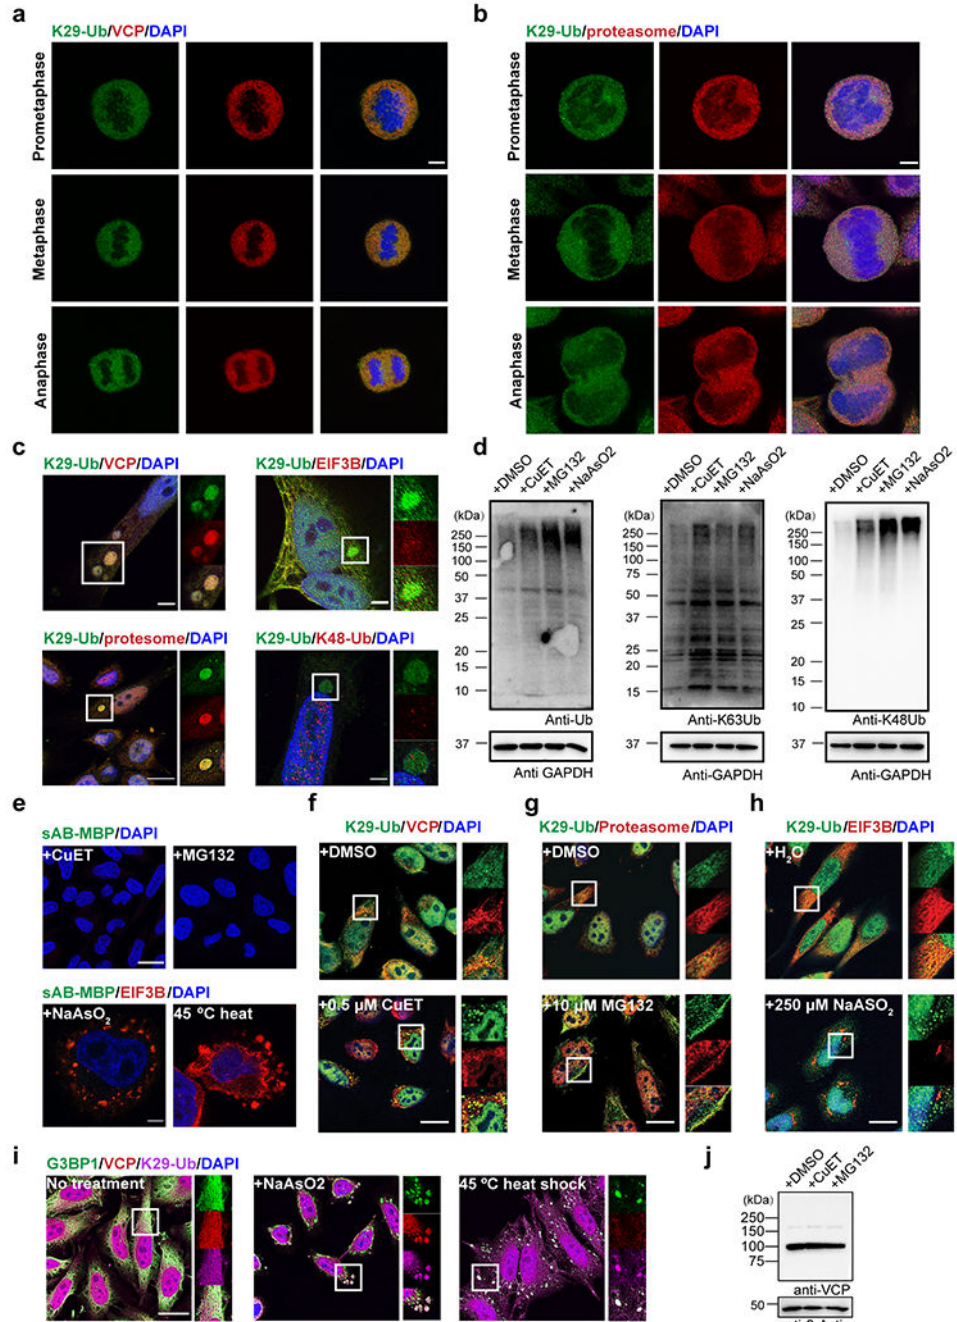 a
K29-Ub/VCP/DAPI
Prometaphase
Metaphase
Anaphase
b
K29-Ub/proteasome/DAPI
Prometaphase
Metaphase
Anaphase
c
K29-Ub/VCP/DAPI
K29-Ub/EIF3B/DAPI
K29-Ub/protesome/DAPI
K29-Ub/K48-Ub/DAPI
d
+DMSO
+CuET
+MG132
+NaAsO2
(kDa)
250
150
100
50
37
25
20
15
10
Anti-Ub
37
Anti GAPDH
+DMSO
+CuET
+MG132
+NaAsO2
(kDa)
250
150
100
75
50
37
25
20
15
Anti-K63Ub
37
Anti-GAPDH
+DMSO
+CuET
+MG132
+NaAsO2
(kDa)
250
150
100
75
50
37
25
20
15
10
Anti-K48Ub
37
Anti-GAPDH
e
sAB-MBP/DAPI
+CuET
+MG132
sAB-MBP/EIF3B/DAPI
+NaAsO₂
45 ºC heat
f
K29-Ub/VCP/DAPI
+DMSO
+0.5 µM CuET
g
K29-Ub/Proteasome/DAPI
+DMSO
+10 µM MG132
h
K29-Ub/EIF3B/DAPI
+H₂O
+250 µM NaASO₂
i
G3BP1/VCP/K29-Ub/DAPI
No treatment
+NaAsO2
45 ºC heat shock
j
+DMSO
+CuET
+MG132
(kDa)
250
150
100
75
anti-VCP
50